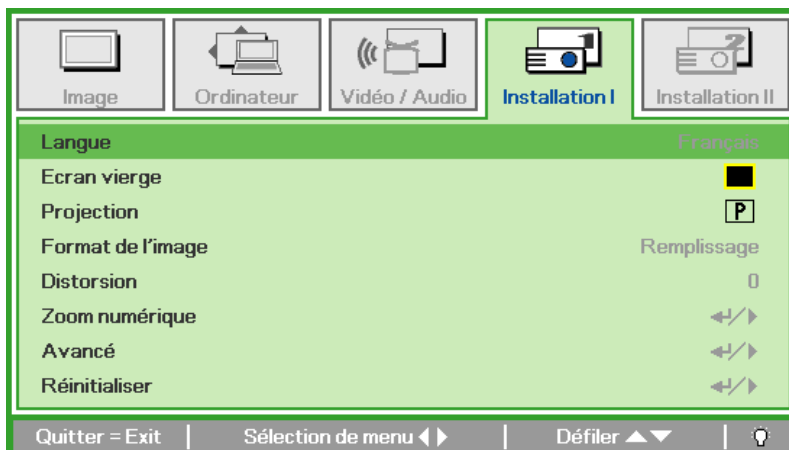 Image Ordinateur Vidéo / Audio Installation I Installation II
Langue Français
Ecran vierge
Projection P
Format de l'image Remplissage
Distorsion 0
Zoom numérique
Avancé
Réinitialiser
Quitter = Exit Sélection de menu Défiler